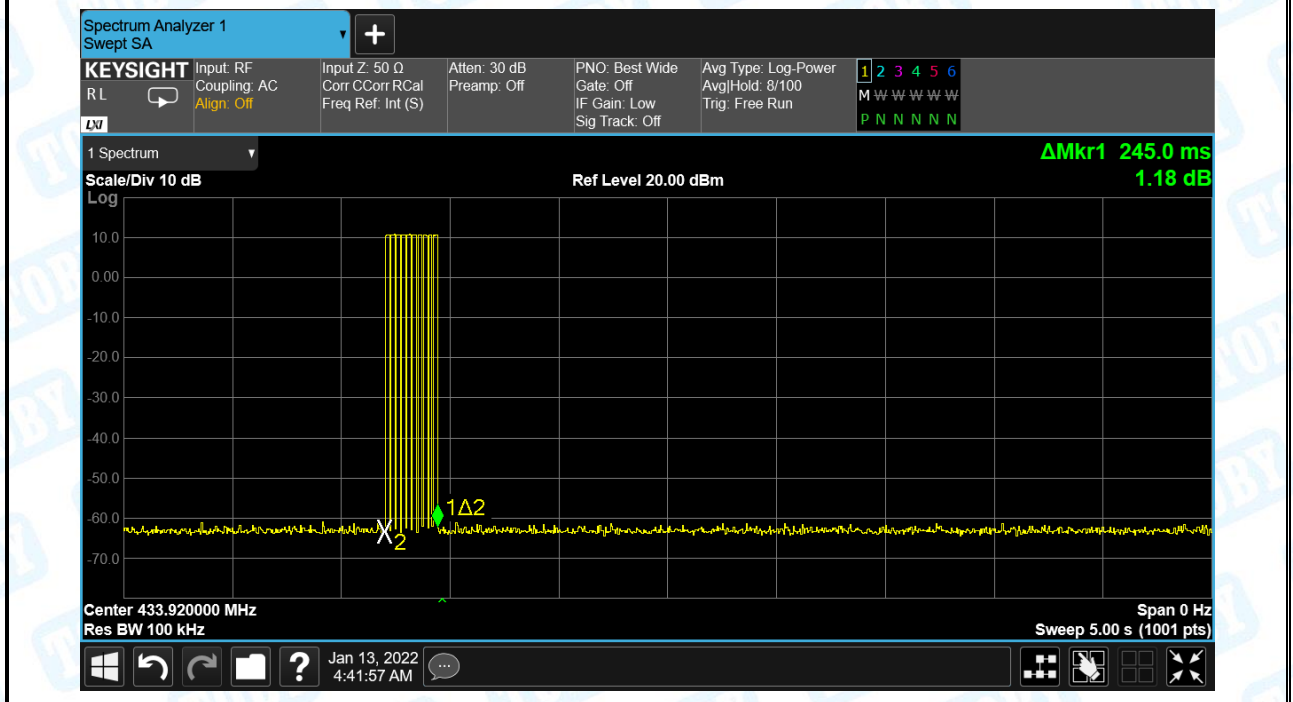 Spectrum Analyzer 1
Swept SA
KEYSIGHT
R L
LXI
Input: RF
Coupling: AC
Align: Off
Input Z: 50 Ω
Corr CCorr RCal
Freq Ref: Int (S)
Atten: 30 dB
Preamp: Off
PNO: Best Wide
Gate: Off
IF Gain: Low
Sig Track: Off
Avg Type: Log-Power
Avg|Hold: 8/100
Trig: Free Run
1 2 3 4 5 6
M W W W W W
P N N N N N
1 Spectrum
ΔMkr1 245.0 ms
1.18 dB
Scale/Div 10 dB
Ref Level 20.00 dBm
Log
10.0
0.00
-10.0
-20.0
-30.0
-40.0
-50.0
-60.0
-70.0
1Δ2
X2
Center 433.920000 MHz
Res BW 100 kHz
Span 0 Hz
Sweep 5.00 s (1001 pts)
?
Jan 13, 2022
4:41:57 AM